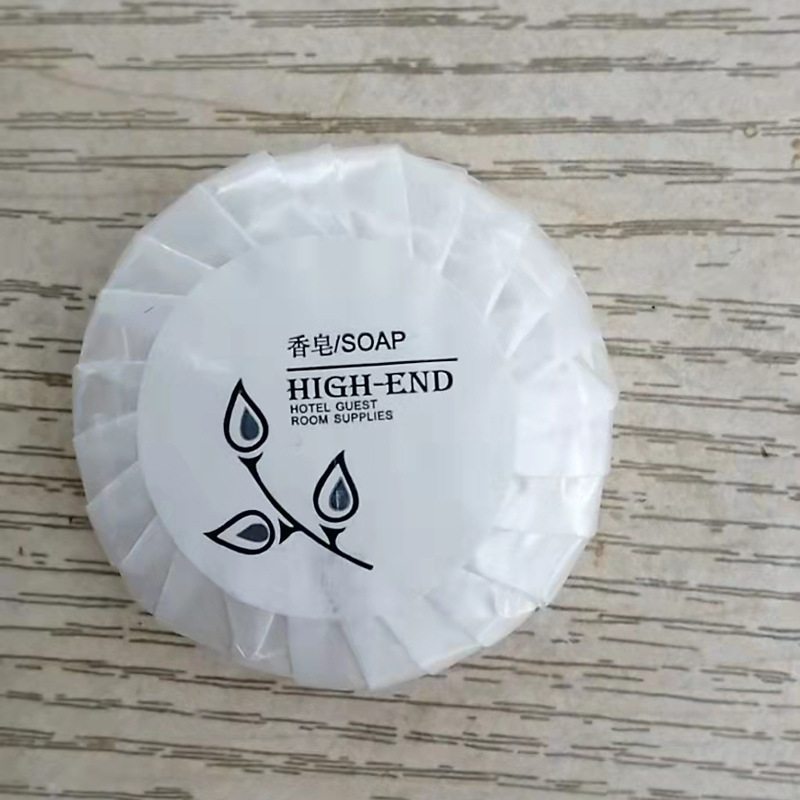 香皂/SOAP
HIGH-END
HOTEL GUEST
ROOM SUPPLIES